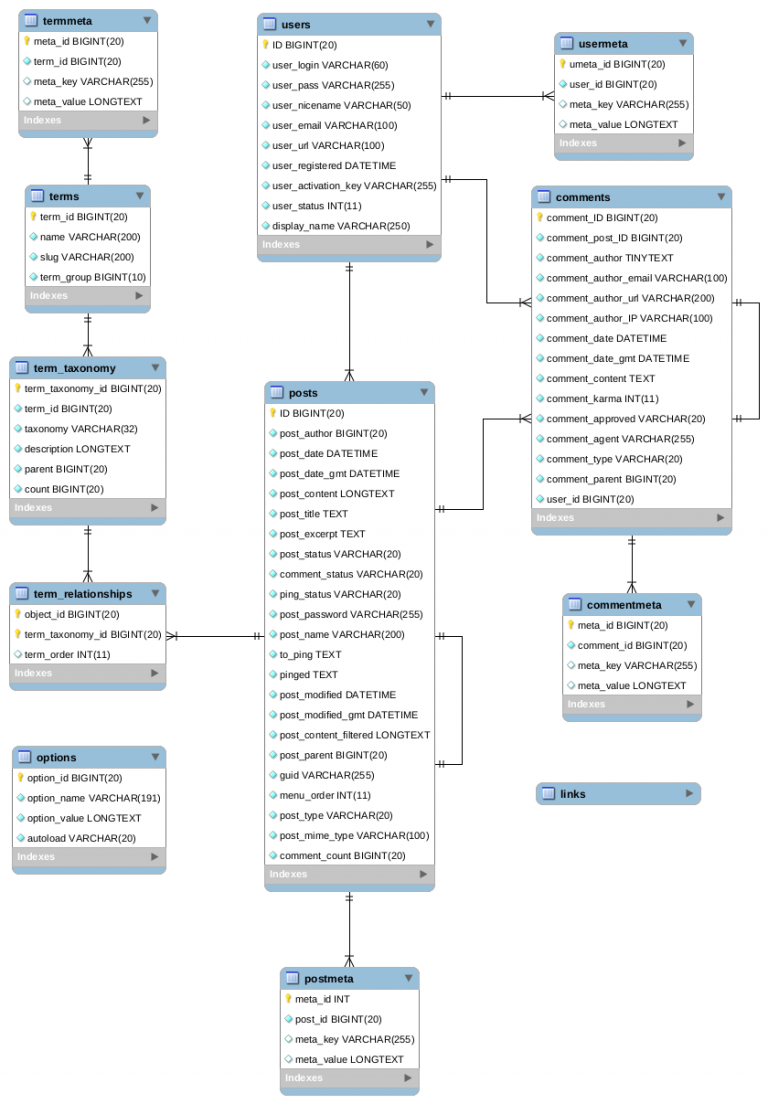 termmeta
meta_id BIGINT(20)
term_id BIGINT(20)
meta_key VARCHAR(255)
meta_value LONGTEXT
Indexes
terms
term_id BIGINT(20)
name VARCHAR(200)
slug VARCHAR(200)
term_group BIGINT(10)
Indexes
term_taxonomy
term_taxonomy_id BIGINT(20)
term_id BIGINT(20)
taxonomy VARCHAR(32)
description LONGTEXT
parent BIGINT(20)
count BIGINT(20)
Indexes
term_relationships
object_id BIGINT(20)
term_taxonomy_id BIGINT(20)
term_order INT(11)
Indexes
options
option_id BIGINT(20)
option_name VARCHAR(191)
option_value LONGTEXT
autoload VARCHAR(20)
Indexes
users
ID BIGINT(20)
user_login VARCHAR(60)
user_pass VARCHAR(255)
user_nicename VARCHAR(50)
user_email VARCHAR(100)
user_url VARCHAR(100)
user_registered DATETIME
user_activation_key VARCHAR(255)
user_status INT(11)
display_name VARCHAR(250)
Indexes
posts
ID BIGINT(20)
post_author BIGINT(20)
post_date DATETIME
post_date_gmt DATETIME
post_content LONGTEXT
post_title TEXT
post_excerpt TEXT
post_status VARCHAR(20)
comment_status VARCHAR(20)
ping_status VARCHAR(20)
post_password VARCHAR(255)
post_name VARCHAR(200)
to_ping TEXT
pinged TEXT
post_modified DATETIME
post_modified_gmt DATETIME
post_content_filtered LONGTEXT
post_parent BIGINT(20)
guid VARCHAR(255)
menu_order INT(11)
post_type VARCHAR(20)
post_mime_type VARCHAR(100)
comment_count BIGINT(20)
Indexes
postmeta
meta_id INT
post_id BIGINT(20)
meta_key VARCHAR(255)
meta_value LONGTEXT
Indexes
usermeta
umeta_id BIGINT(20)
user_id BIGINT(20)
meta_key VARCHAR(255)
meta_value LONGTEXT
Indexes
comments
comment_ID BIGINT(20)
comment_post_ID BIGINT(20)
comment_author TINYTEXT
comment_author_email VARCHAR(100)
comment_author_url VARCHAR(200)
comment_author_IP VARCHAR(100)
comment_date DATETIME
comment_date_gmt DATETIME
comment_content TEXT
comment_karma INT(11)
comment_approved VARCHAR(20)
comment_agent VARCHAR(255)
comment_type VARCHAR(20)
comment_parent BIGINT(20)
user_id BIGINT(20)
Indexes
commentmeta
meta_id BIGINT(20)
comment_id BIGINT(20)
meta_key VARCHAR(255)
meta_value LONGTEXT
Indexes
links